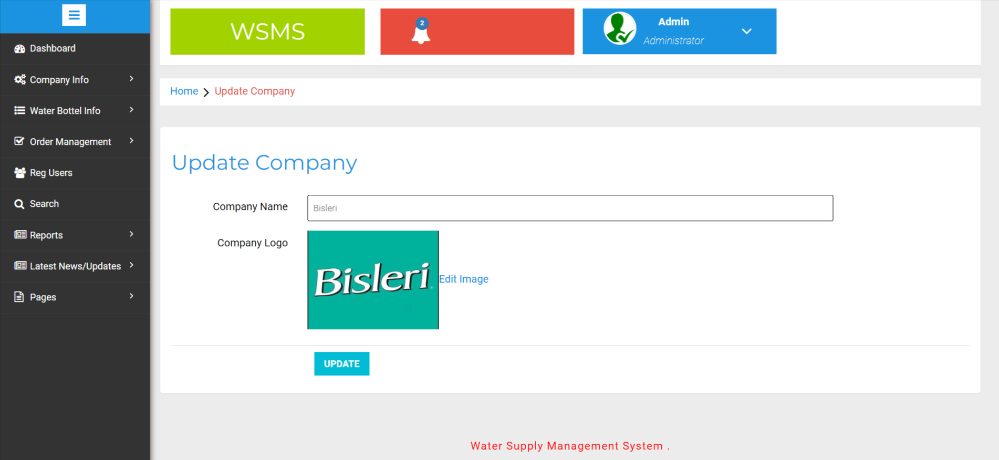 WSMS
2
Admin
Administrator
Dashboard
Company Info
Water Bottel Info
Order Management
Reg Users
Search
Reports
Latest News/Updates
Pages
Home
Update Company
Update Company
Company Name
Bisleri
Company Logo
Bisleri
Edit Image
UPDATE
Water Supply Management System .